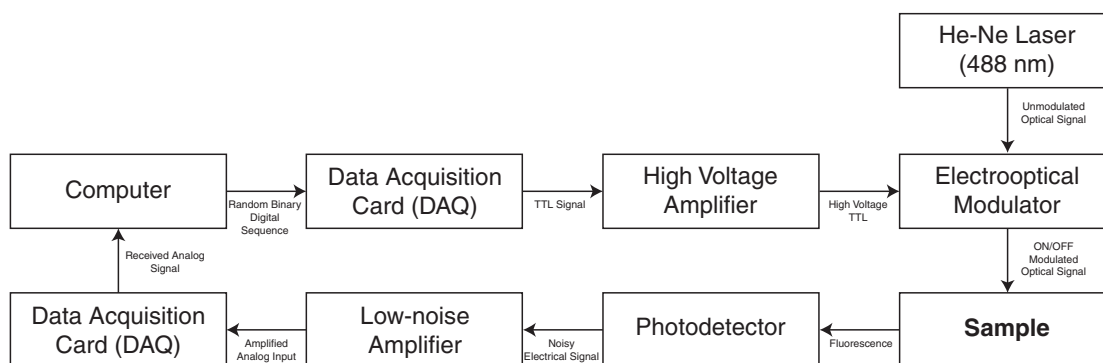 He-Ne Laser
(488 nm)
Unmodulated
Optical Signal
Computer
Random Binary
Digital
Sequence
Data Acquisition
Card (DAQ)
TTL Signal
High Voltage
Amplifier
High Voltage
TTL
Electrooptical
Modulator
Received Analog
Signal
ON/OFF
Modulated
Optical Signal
Data Acquisition
Card (DAQ)
Amplified
Analog Input
Low-noise
Amplifier
Noisy
Electrical Signal
Photodetector
Fluorescence
Sample